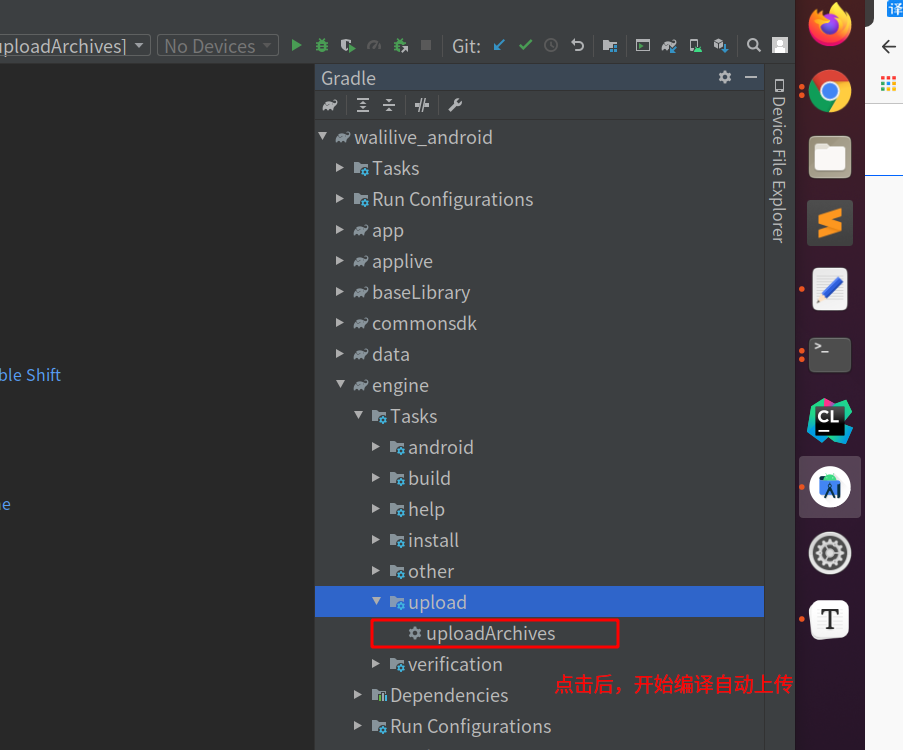 译
uploadArchives]
No Devices
Git:
Gradle
walilive_android
Tasks
Run Configurations
app
applive
baseLibrary
commonsdk
data
ble Shift
engine
Tasks
android
build
e
help
install
other
upload
uploadArchives
verification
点击后，开始编译自动上传
Dependencies
Run Configurations
Device File Explorer
>_
CL
AI
T